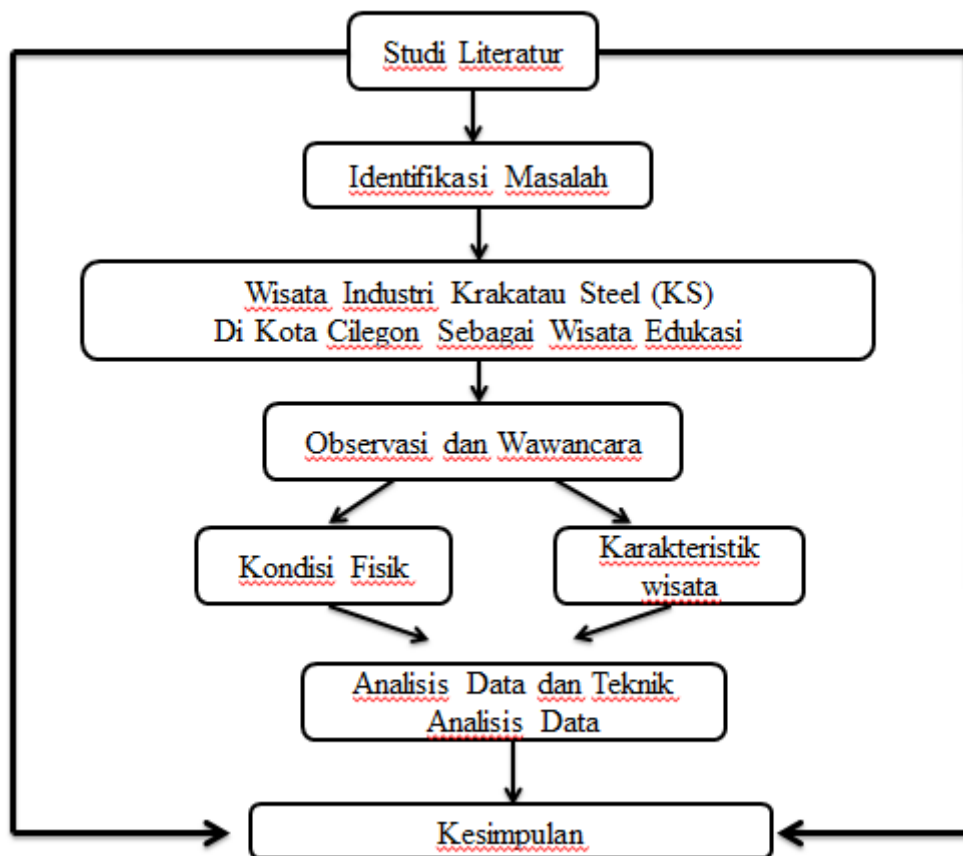 Studi Literatur
Identifikasi Masalah
Wisata Industri Krakatau Steel (KS)
Di Kota Cilegon Sebagai Wisata Edukasi
Observasi dan Wawancara
Kondisi Fisik
Karakteristik
wisata
Analisis Data dan Teknik
Analisis Data
Kesimpulan